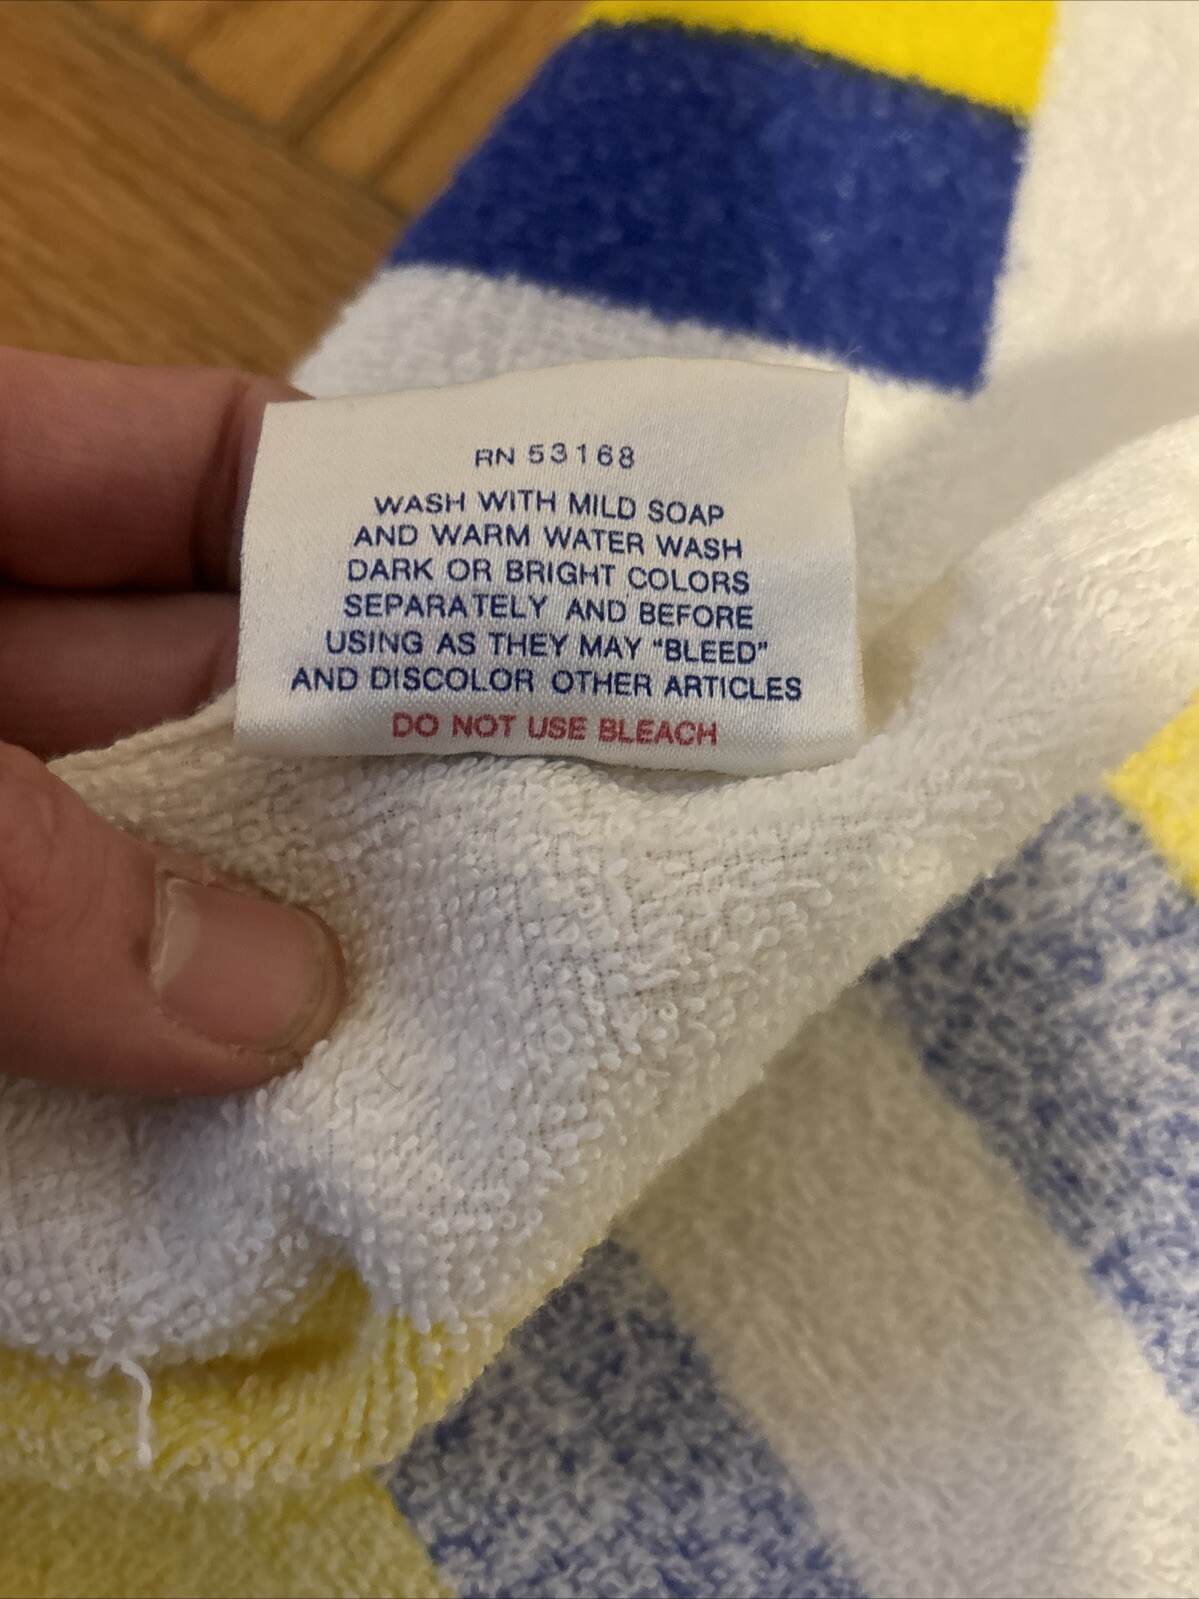 RN 53168
WASH WITH MILD SOAP
AND WARM WATER WASH
DARK OR BRIGHT COLORS
SEPARATELY AND BEFORE
USING AS THEY MAY "BLEED"
AND DISCOLOR OTHER ARTICLES
DO NOT USE BLEACH